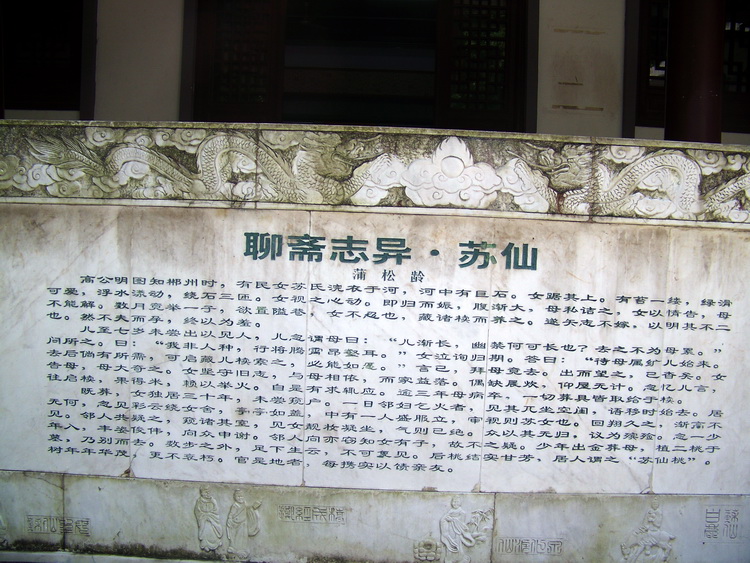 聊斋志异·苏仙
蒲松龄
高公明图知郴州时，有民女苏氏浣衣于河，河中有巨石。女踞其上。有苔一缕，绿滑
可爱，浮水漾动，绕石三匝。女视之心动。即归而娠，腹渐大，母私诘之，女以情告，母
不能解。数月竟举一子，欲置隘巷，女不忍也，藏诸椟而养之。遂矢志不嫁，以明其不二
也。然不夫而孕，终以为羞。
儿至七岁未尝出以见人，儿忽谓母曰：“儿渐长，幽禁何可长也？去之不为母累。”
问所之。曰：“我非人种，行将腾霄昂壑耳。”女泣询归期。答曰：“待母属纩儿始来。
去后倘有所需，可启藏儿椟索之，必能如愿。”言已，拜母竟去。出而望之，已杳矣。女
告母，母大奇之。女坚守旧志，与母相依，而家益落。偶缺晨炊，仰屋无计。忽忆儿言，
往启椟，果得米，赖以举火。自是有求辄应。逾三年母病卒，一切葬具皆取给于椟。
既葬，女独居三十年，未尝窥户。一日邻妇乞火者，见其兀坐空闺，语移时始去。居
无何，忽见彩云绕女舍，亭亭如盖，中有一人盛服立，审视则苏女也。回翔久之，渐高不
见。邻人共疑之，窥诸其室，见女靓妆凝坐，气则已绝。众以其无归，议为殡殓。忽一少
年入，丰姿俊伟，向众申谢。邻人向亦窃知女有子，故不之疑。少年出金葬母，植二桃于
墓，乃别而去。数步之外，足下生云，不可复见。后桃结实甘芳，居人谓之“苏仙桃”。
树年年华茂，更不衰朽。官是地者，每携实以馈亲友。